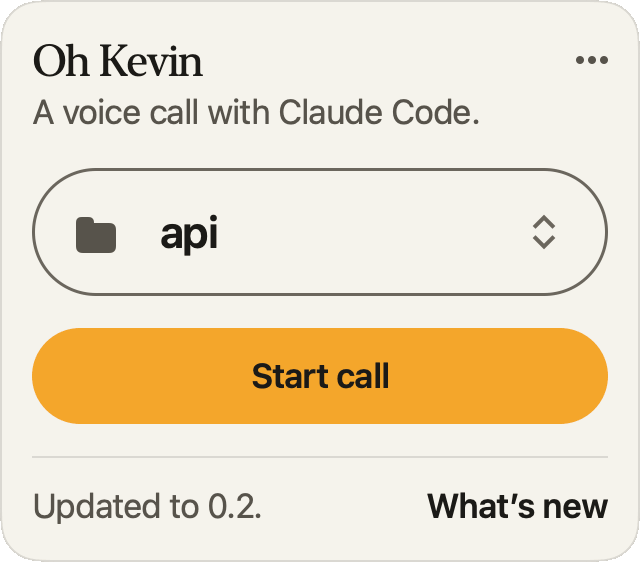 Oh Kevin
A voice call with Claude Code.
api
Start call
Updated to 0.2.
What’s new